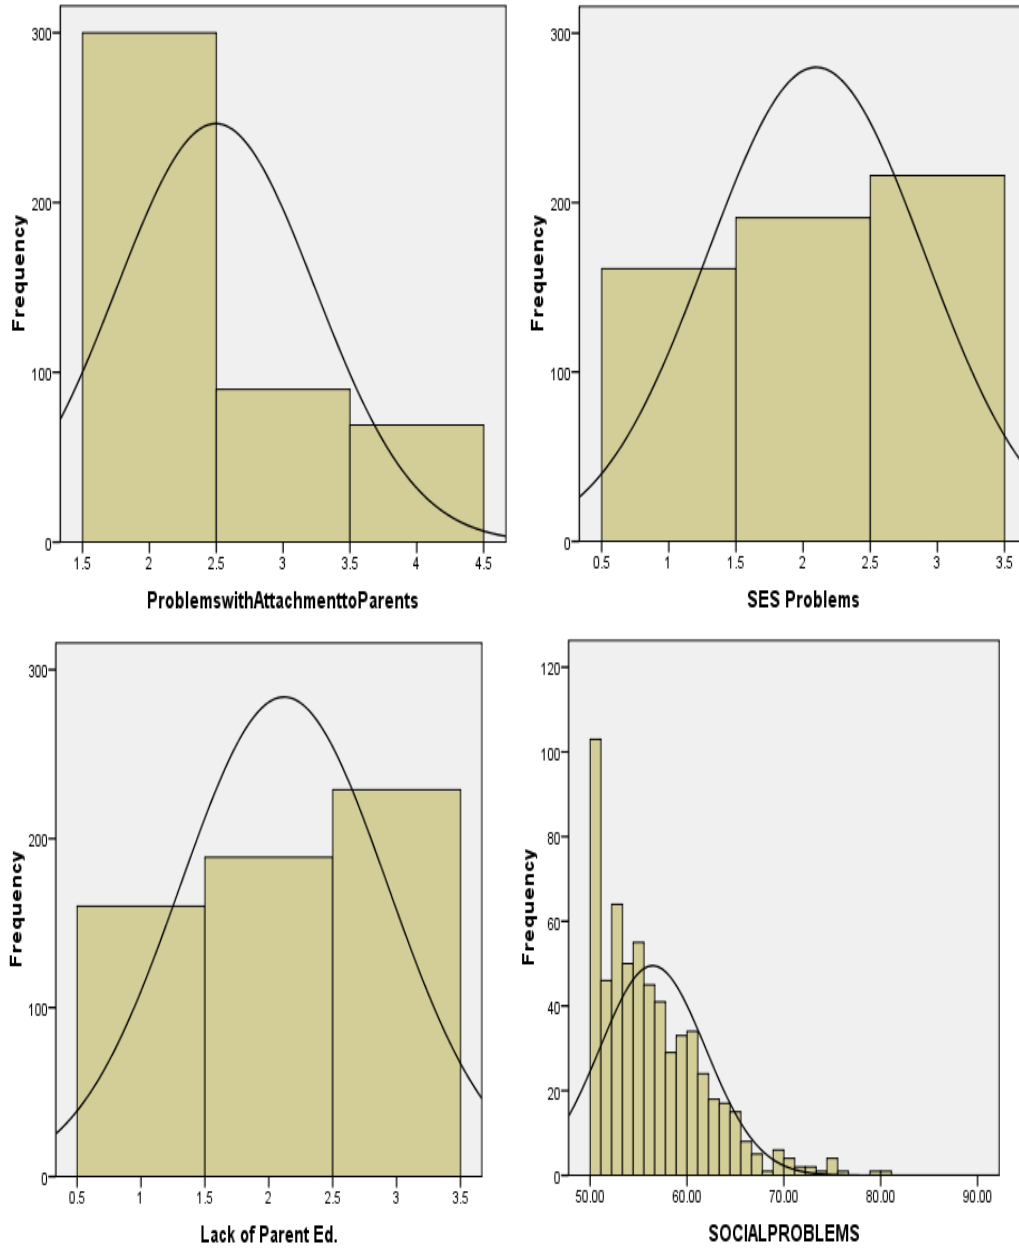 300
200
100
0
Frequency
1.5 2 2.5 3 3.5 4 4.5
ProblemswithAttachmenttoParents
300
200
100
0
Frequency
0.5 1 1.5 2 2.5 3 3.5
SES Problems
300
200
100
0
Frequency
0.5 1 1.5 2 2.5 3 3.5
Lack of Parent Ed.
120
100
80
60
40
20
0
Frequency
50.00 60.00 70.00 80.00 90.00
SOCIALPROBLEMS